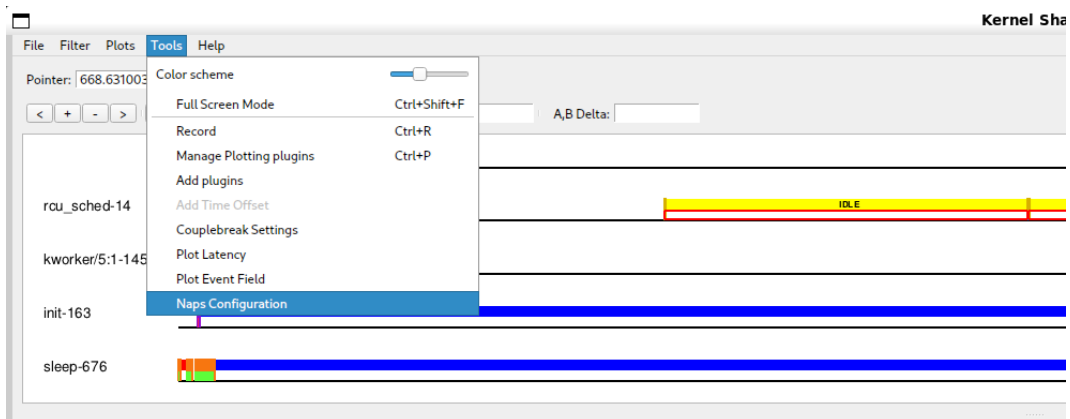 Kernel Sha
File Filter Plots Tools Help
Pointer: 668.631003
Color scheme
< + - > A,B Delta:
Full Screen Mode Ctrl+Shift+F
Record Ctrl+R
Manage Plotting plugins Ctrl+P
Add plugins
Add Time Offset
Couplebreak Settings
Plot Latency
Plot Event Field
Naps Configuration
rcu_sched-14
IDLE
kworker/5:1-145
init-163
sleep-676